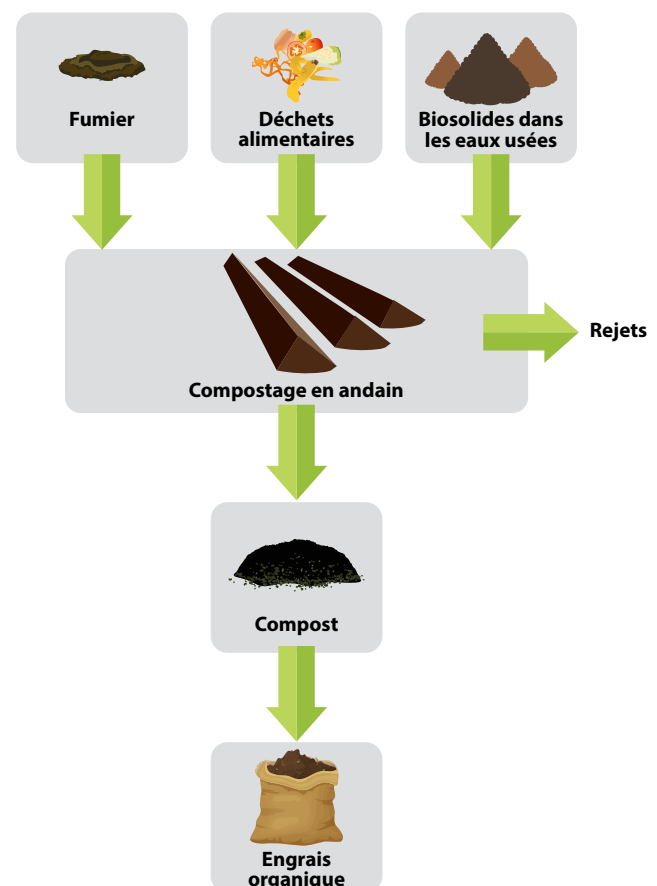 Fumier
Déchets
alimentaires
Biosolides dans
les eaux usées
Rejets
Compostage en andain
Compost
Engrais
organique